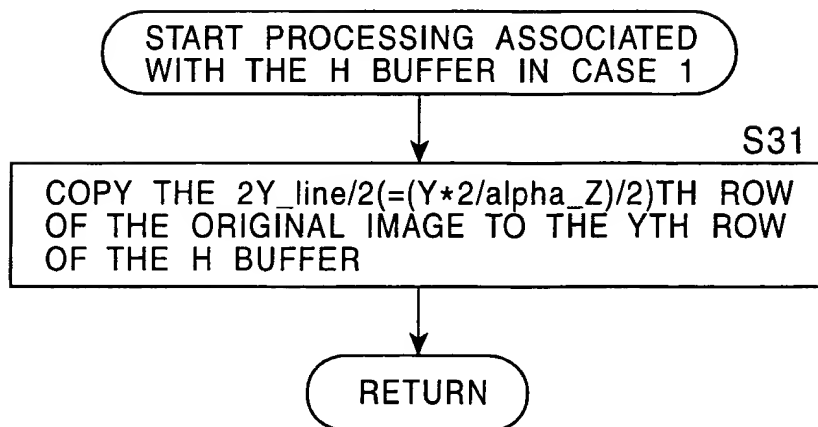 START PROCESSING ASSOCIATED
WITH THE H BUFFER IN CASE 1
S31
COPY THE 2Y_line/2(=(Y*2/alpha_Z)/2)TH ROW
OF THE ORIGINAL IMAGE TO THE YTH ROW
OF THE H BUFFER
RETURN